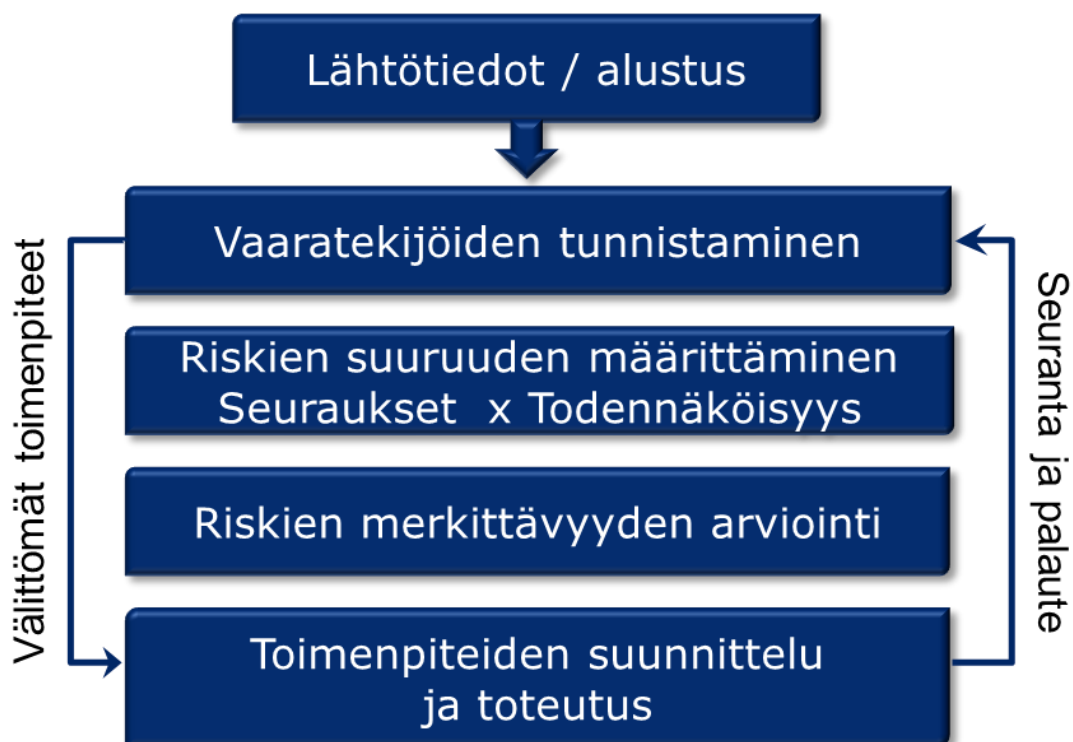 Lähtötiedot / alustus
Vaaratekijöiden tunnistaminen
Riskien suuruuden määrittäminen
Seuraukset x Todennäköisyys
Riskien merkittävyyden arviointi
Toimenpiteiden suunnittelu
ja toteutus
Välittömät toimenpiteet
Seuranta ja palaute